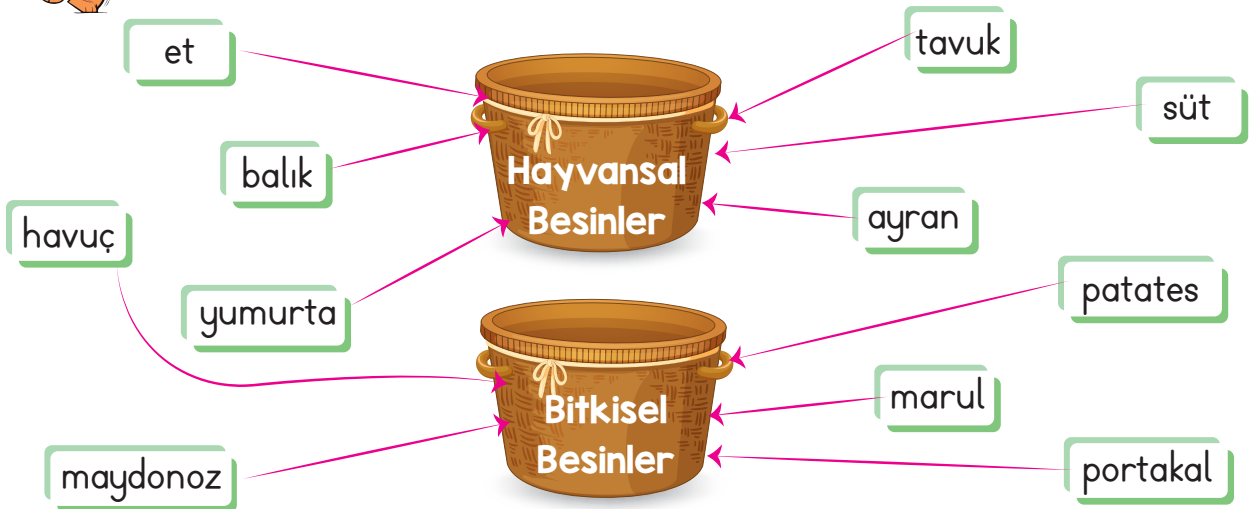 et
tavuk
süt
balık
Hayvansal
Besinler
havuç
ayran
yumurta
patates
Bitkisel
Besinler
marul
maydonoz
portakal